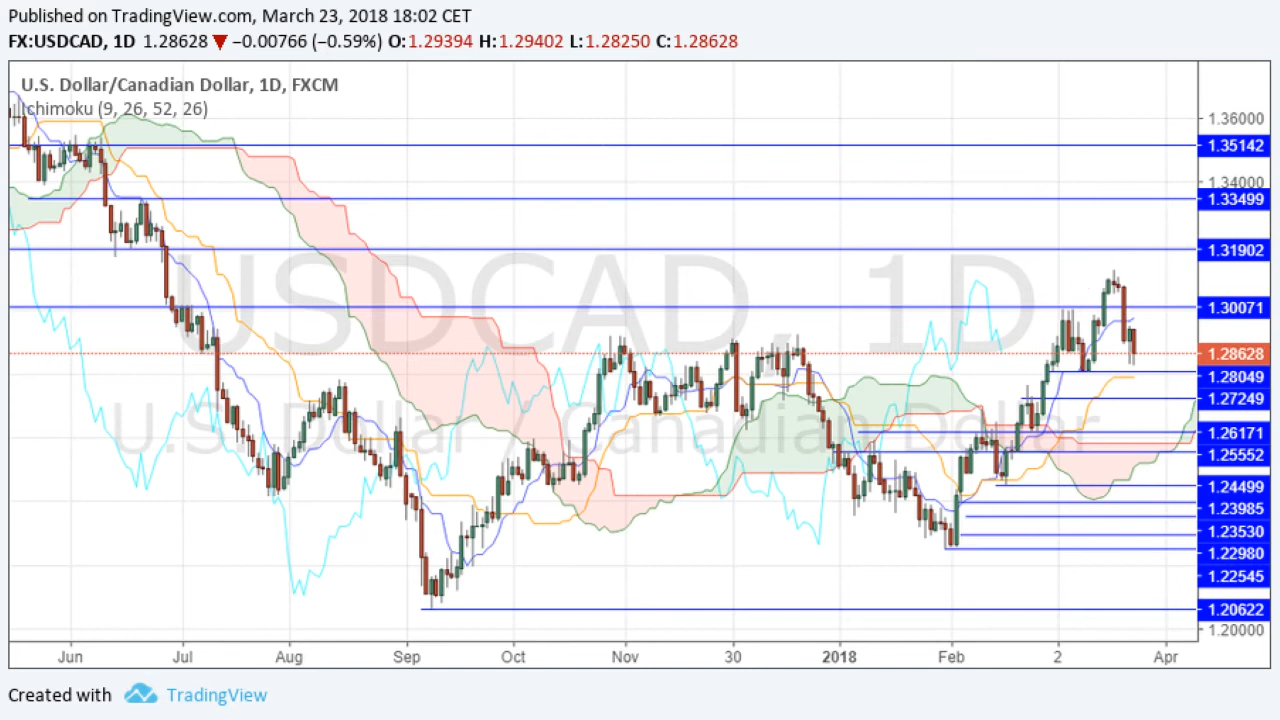 Published on TradingView.com, March 23, 2018 18:02 CET
FX:USDCAD, 1D 1.28628 ▼ −0.00766 (−0.59%) O:1.29394 H:1.29402 L:1.28250 C:1.28628
U.S. Dollar/Canadian Dollar, 1D, FXCM
Ichimoku (9, 26, 52, 26)
USDCAD, 1D
U.S. Dollar / Canadian Dollar
1.36000
1.35142
1.34000
1.33499
1.31902
1.30071
1.28628
1.28049
1.27249
1.26171
1.25552
1.24499
1.23985
1.23530
1.22980
1.22545
1.20622
1.20000
Jun Jul Aug Sep Oct Nov 30 2018 Feb 2 Apr
Created with TradingView